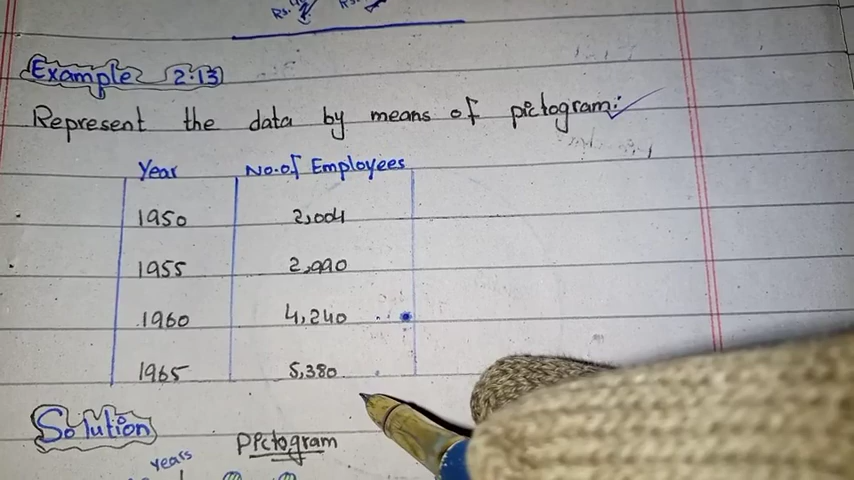 Rs.
Example 2.13
Represent the data by means of pictogram:
Year No. of Employees
1950 2,004
1955 2,990
1960 4,240
1965 5,380
Solution
Pictogram
years